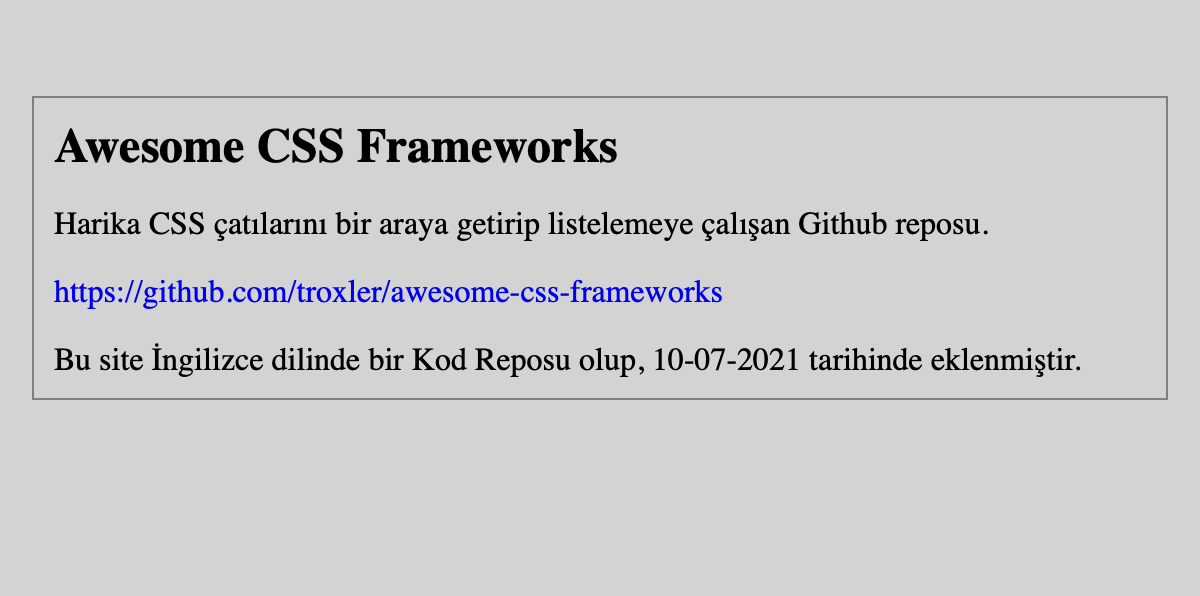 Awesome CSS Frameworks
Harika CSS çatılarını bir araya getirip listelemeye çalışan Github reposu.
https://github.com/troxler/awesome-css-frameworks
Bu site İngilizce dilinde bir Kod Reposu olup, 10-07-2021 tarihinde eklenmiştir.